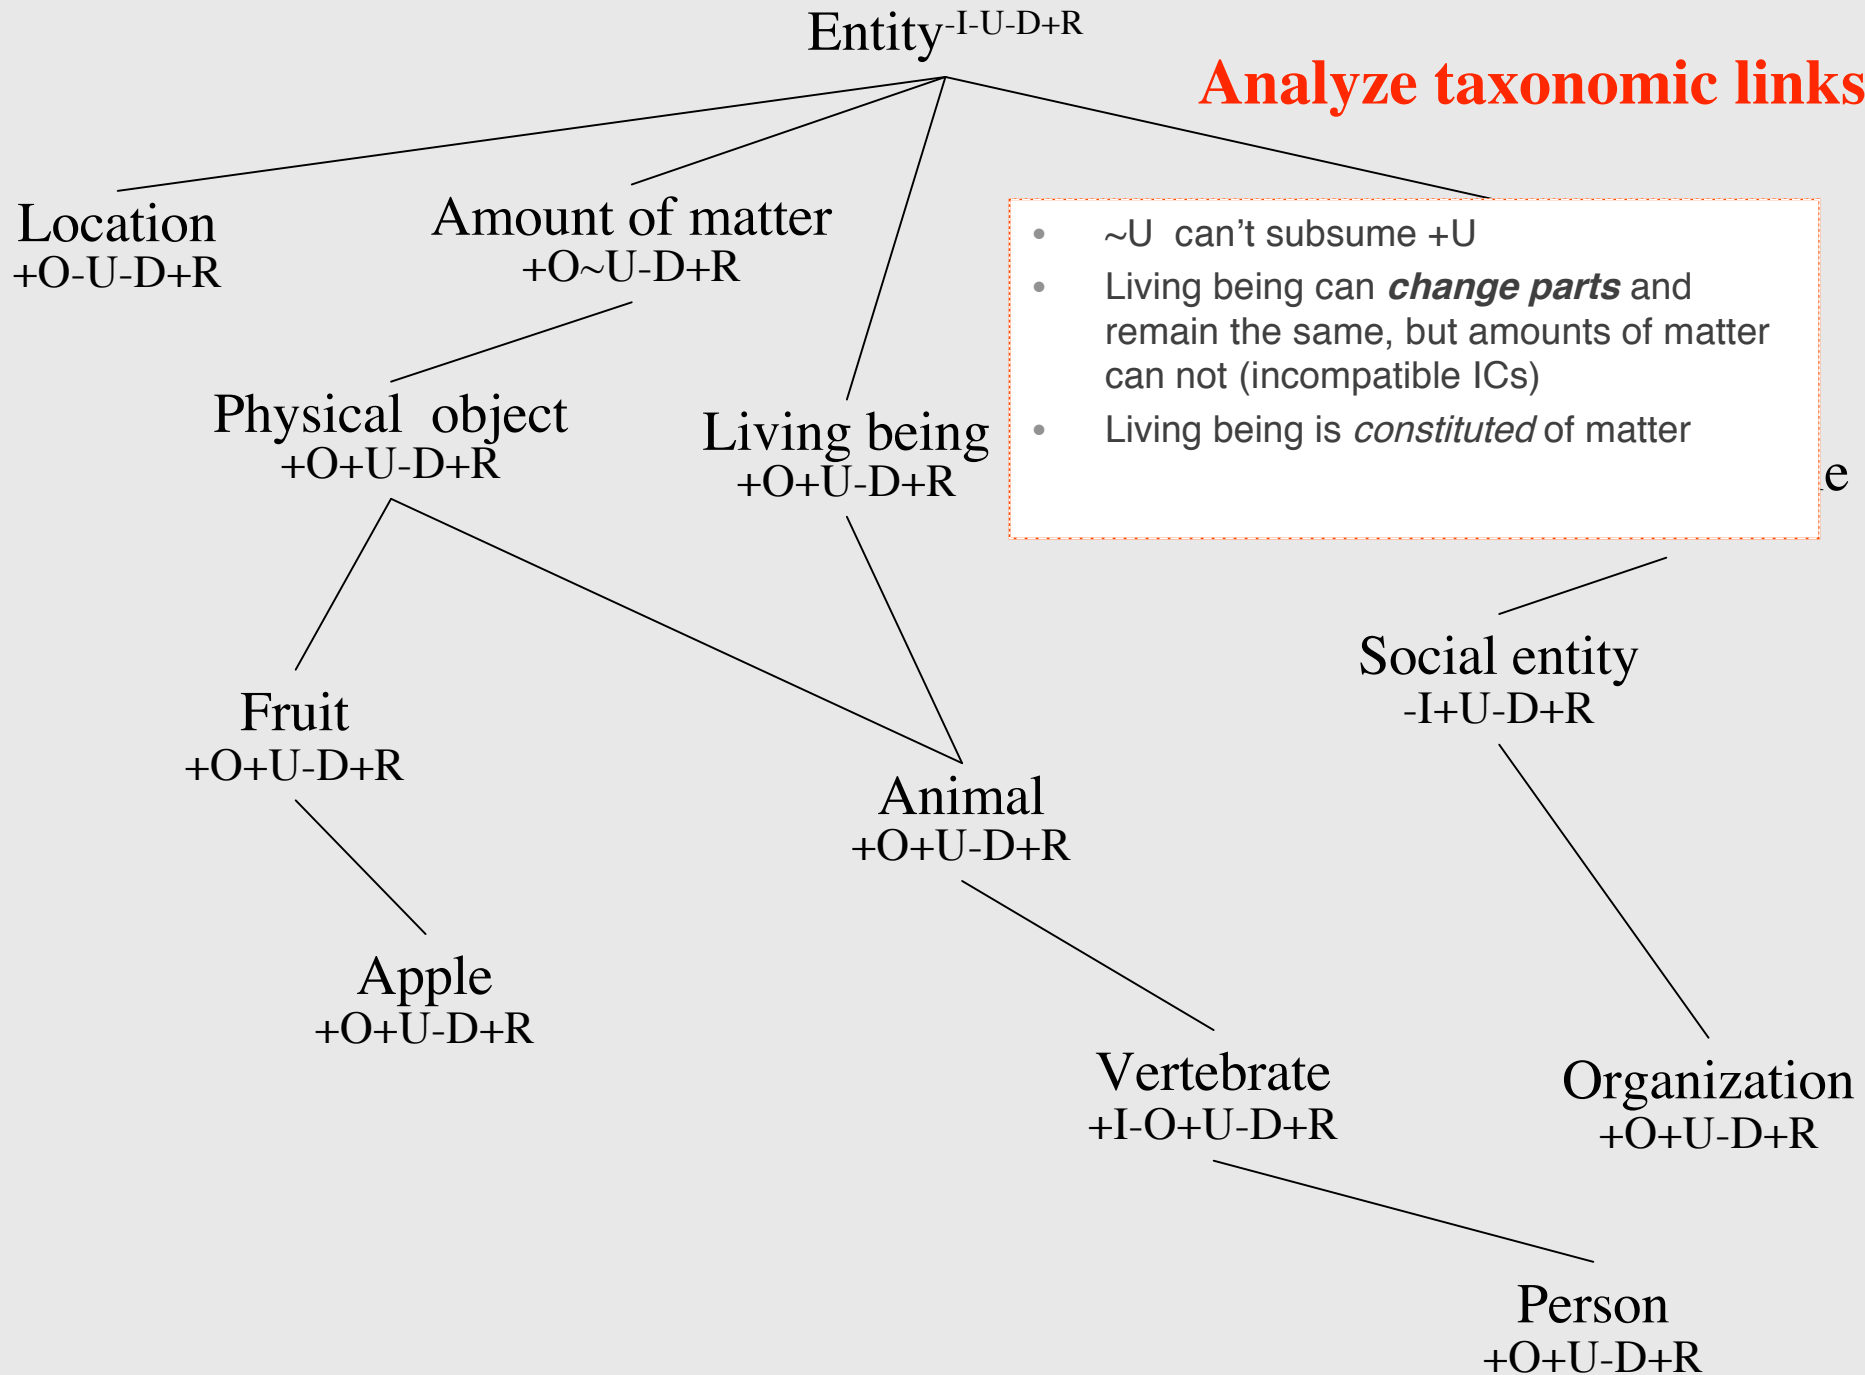 Entity-I-U-D+R
Analyze taxonomic links
Location
+O-U-D+R
Amount of matter
+O~U-D+R
• ~U can't subsume +U
• Living being can change parts and
remain the same, but amounts of matter
can not (incompatible ICs)
• Living being is constituted of matter
Physical object
+O+U-D+R
Living being
+O+U-D+R
e
Fruit
+O+U-D+R
Social entity
-I+U-D+R
Animal
+O+U-D+R
Apple
+O+U-D+R
Vertebrate
+I-O+U-D+R
Organization
+O+U-D+R
Person
+O+U-D+R